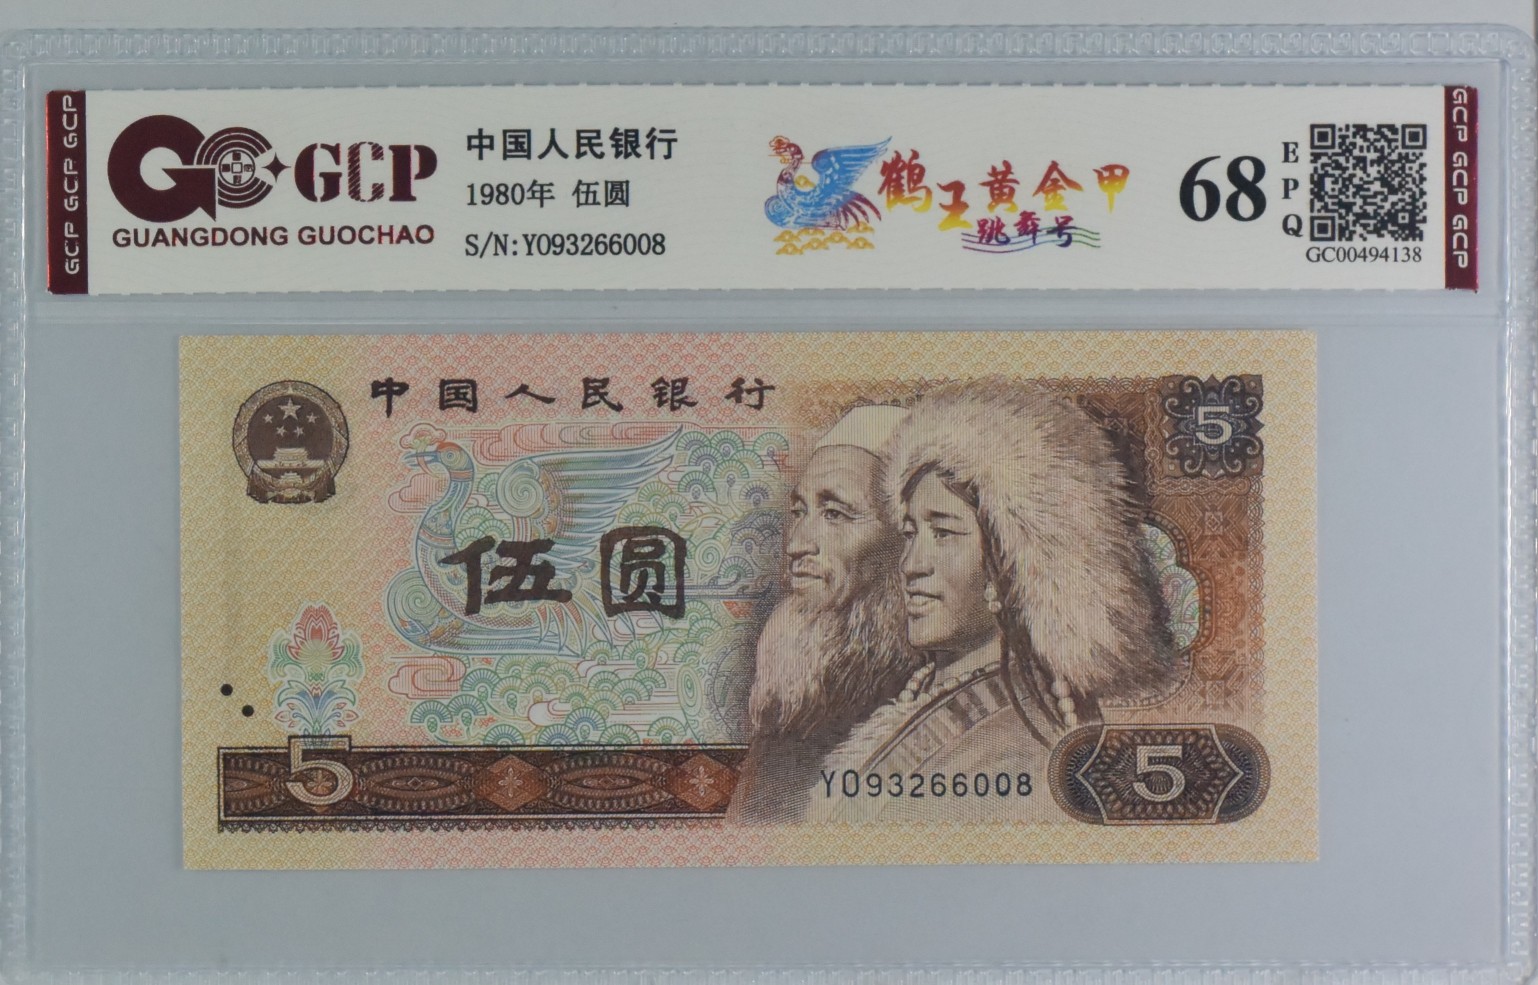 GCP GCP GCP
GCP
GUANGDONG GUOCHAO
中国人民银行
1980年 伍圆
S/N:Y093266008
鹤王黄金甲
跳舞号
68
EPQ
GC00494138
GCP GCP GCP
中国人民银行
5
伍圆
5
Y093266008
5